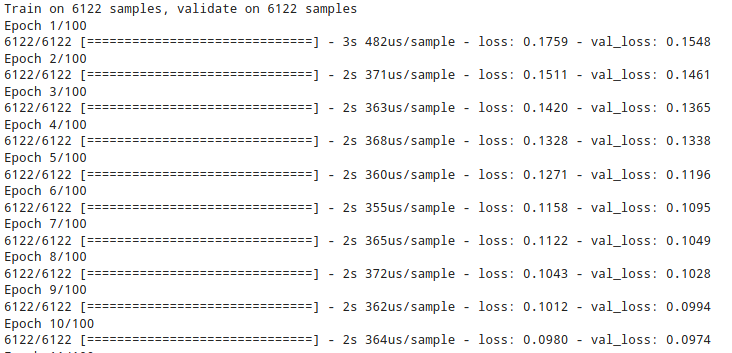 Train on 6122 samples, validate on 6122 samples
Epoch 1/100
6122/6122 [==============================] - 3s 482us/sample - loss: 0.1759 - val_loss: 0.1548
Epoch 2/100
6122/6122 [==============================] - 2s 371us/sample - loss: 0.1511 - val_loss: 0.1461
Epoch 3/100
6122/6122 [==============================] - 2s 363us/sample - loss: 0.1420 - val_loss: 0.1365
Epoch 4/100
6122/6122 [==============================] - 2s 368us/sample - loss: 0.1328 - val_loss: 0.1338
Epoch 5/100
6122/6122 [==============================] - 2s 360us/sample - loss: 0.1271 - val_loss: 0.1196
Epoch 6/100
6122/6122 [==============================] - 2s 355us/sample - loss: 0.1158 - val_loss: 0.1095
Epoch 7/100
6122/6122 [==============================] - 2s 365us/sample - loss: 0.1122 - val_loss: 0.1049
Epoch 8/100
6122/6122 [==============================] - 2s 372us/sample - loss: 0.1043 - val_loss: 0.1028
Epoch 9/100
6122/6122 [==============================] - 2s 362us/sample - loss: 0.1012 - val_loss: 0.0994
Epoch 10/100
6122/6122 [==============================] - 2s 364us/sample - loss: 0.0980 - val_loss: 0.0974